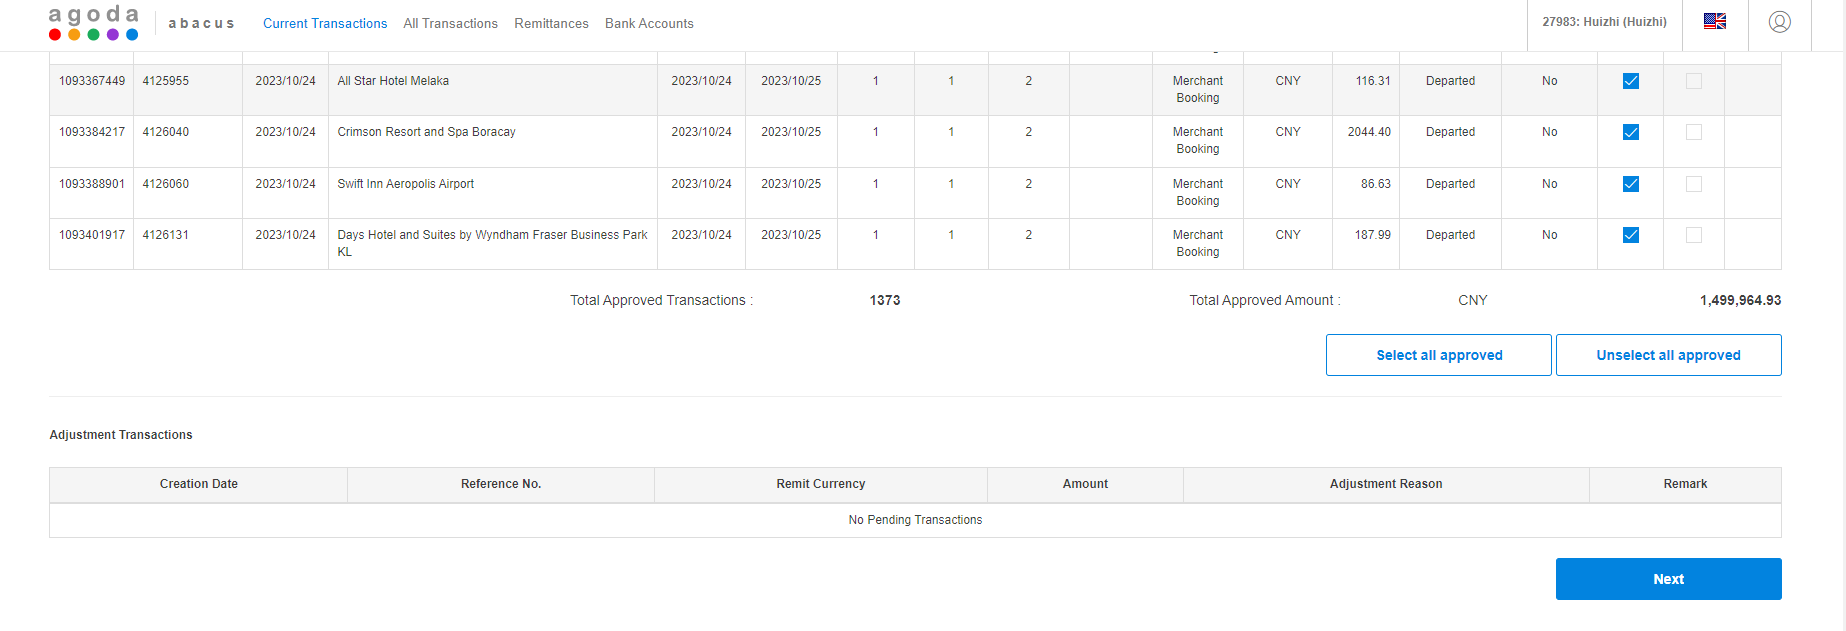 agoda
abacus Current Transactions All Transactions Remittances Bank Accounts 27983: Huizhi (Huizhi)
1093367449 4125955 2023/10/24 All Star Hotel Melaka 2023/10/24 2023/10/25 1 1 2 Merchant Booking CNY 116.31 Departed No
1093384217 4126040 2023/10/24 Crimson Resort and Spa Boracay 2023/10/24 2023/10/25 1 1 2 Merchant Booking CNY 2044.40 Departed No
1093388901 4126060 2023/10/24 Swift Inn Aeropolis Airport 2023/10/24 2023/10/25 1 1 2 Merchant Booking CNY 86.63 Departed No
1093401917 4126131 2023/10/24 Days Hotel and Suites by Wyndham Fraser Business Park KL 2023/10/24 2023/10/25 1 1 2 Merchant Booking CNY 187.99 Departed No
Total Approved Transactions : 1373 Total Approved Amount : CNY 1,499,964.93
Select all approved Unselect all approved
Adjustment Transactions
Creation Date Reference No. Remit Currency Amount Adjustment Reason Remark
No Pending Transactions
Next